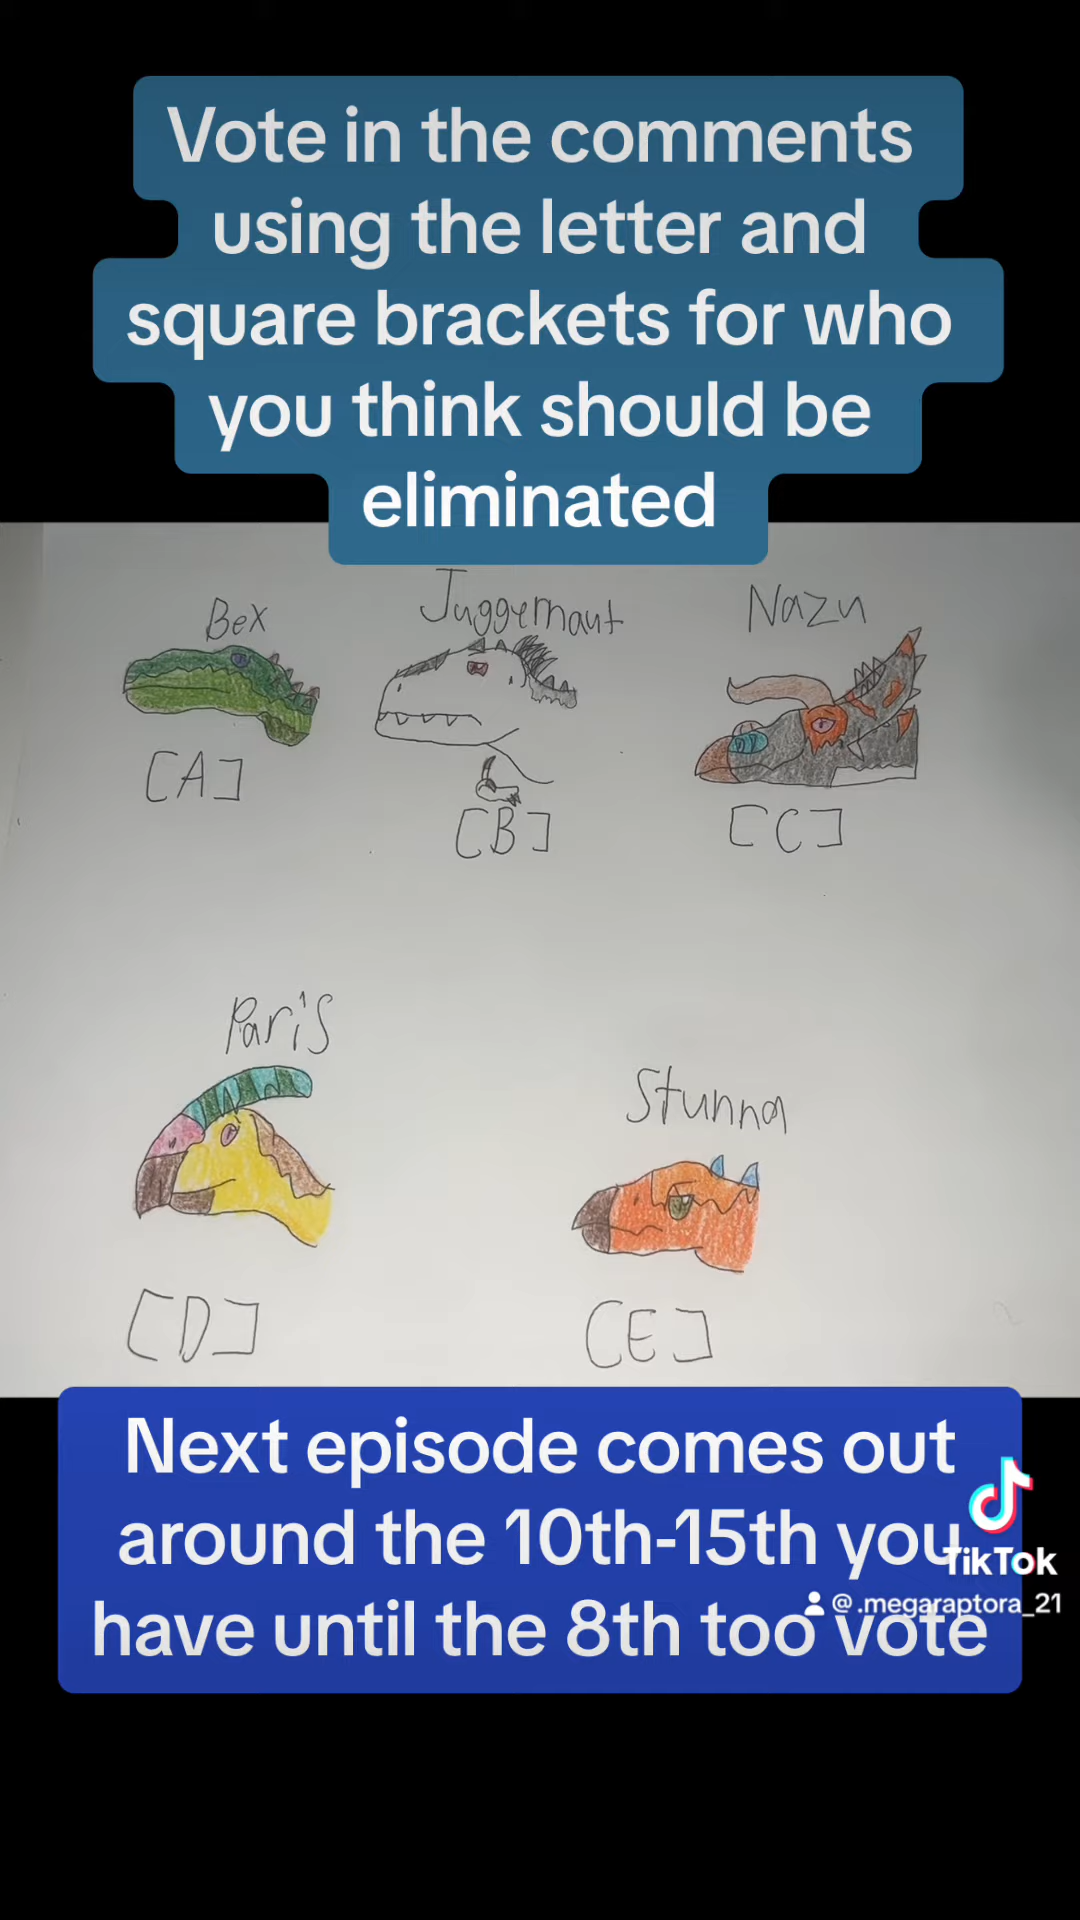 Vote in the comments
using the letter and
square brackets for who
you think should be
eliminated
Bex
Juggernaut
Nazu
[A]
[B]
[C]
Paris
Stunna
[D]
[E]
Next episode comes out
around the 10th-15th you
have until the 8th too vote
TikTok
@.megaraptora_21